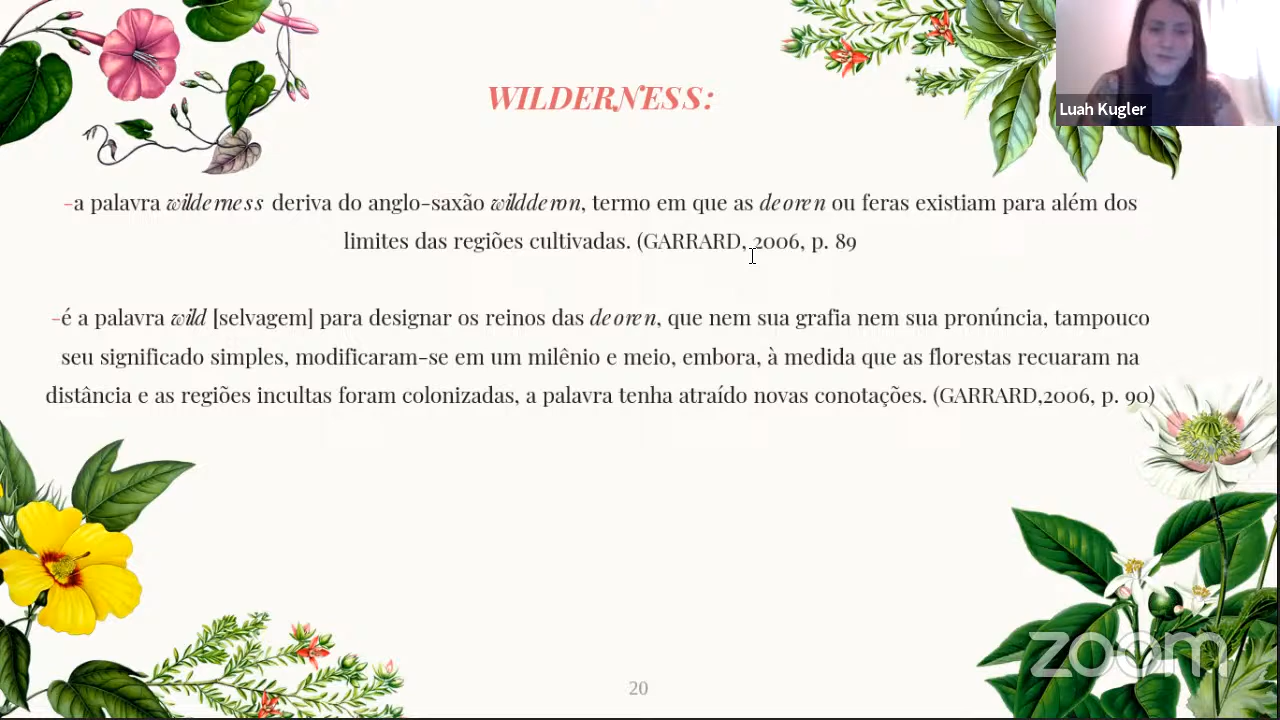 WILDERNESS:
Luah Kugler
-a palavra wilderness deriva do anglo-saxão wildderon, termo em que as deoren ou feras existiam para além dos
limites das regiões cultivadas. (GARRARD, 2006, p. 89
-é a palavra wild [selvagem] para designar os reinos das deoren, que nem sua grafia nem sua pronúncia, tampouco
seu significado simples, modificaram-se em um milênio e meio, embora, à medida que as florestas recuaram na
distância e as regiões incultas foram colonizadas, a palavra tenha atraído novas conotações. (GARRARD,2006, p. 90)
zoom
20